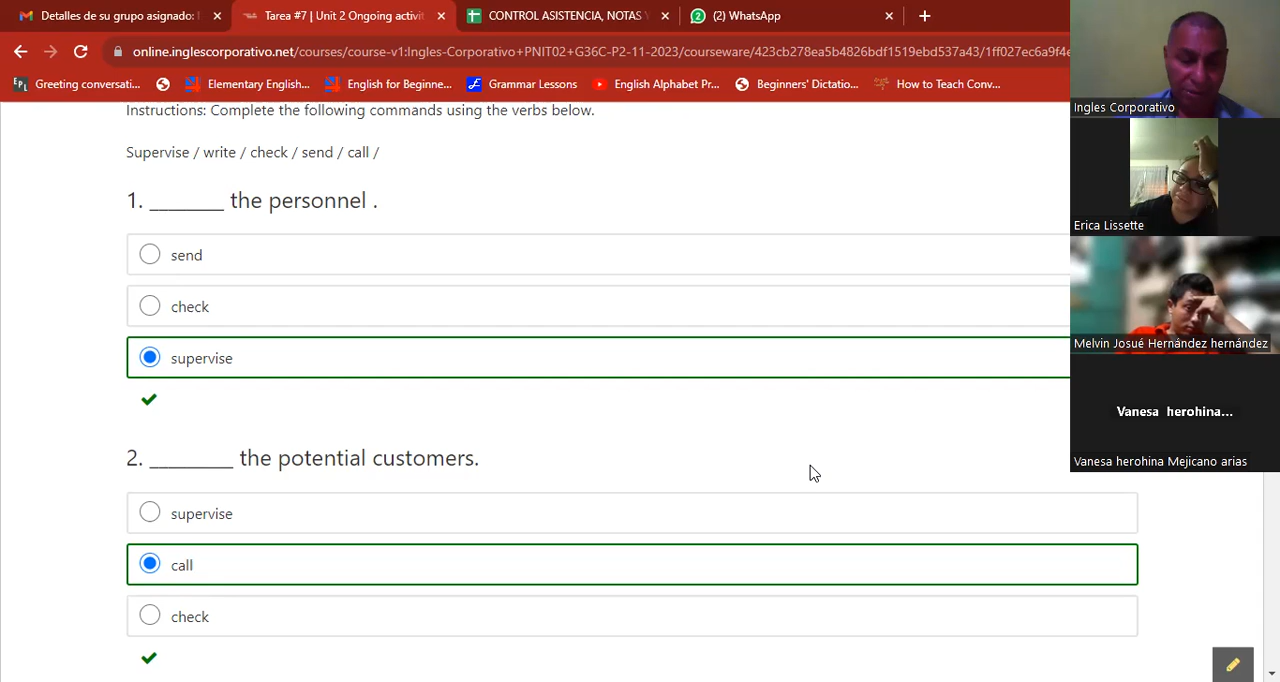 Detalles de su grupo asignado:
Tarea #7 | Unit 2 Ongoing activit
CONTROL ASISTENCIA, NOTAS
2
(2) WhatsApp
online.inglescorporativo.net/courses/course-v1:Ingles-Corporativo+PNIT02+G36C-P2-11-2023/courseware/423cb278ea5b4826bdf1519ebd537a43/1ff027ec6a9f4e
Greeting conversati...
Elementary English...
English for Beginne...
Grammar Lessons
English Alphabet Pr...
Beginners' Dictatio...
How to Teach Conv...
Instructions: Complete the following commands using the verbs below.
Supervise / write / check / send / call /
1. ________ the personnel .
send
check
supervise
2. _________ the potential customers.
supervise
call
check
Ingles Corporativo
Erica Lissette
Melvin Josué Hernández hernández
Vanesa herohina...
Vanesa herohina Mejicano arias